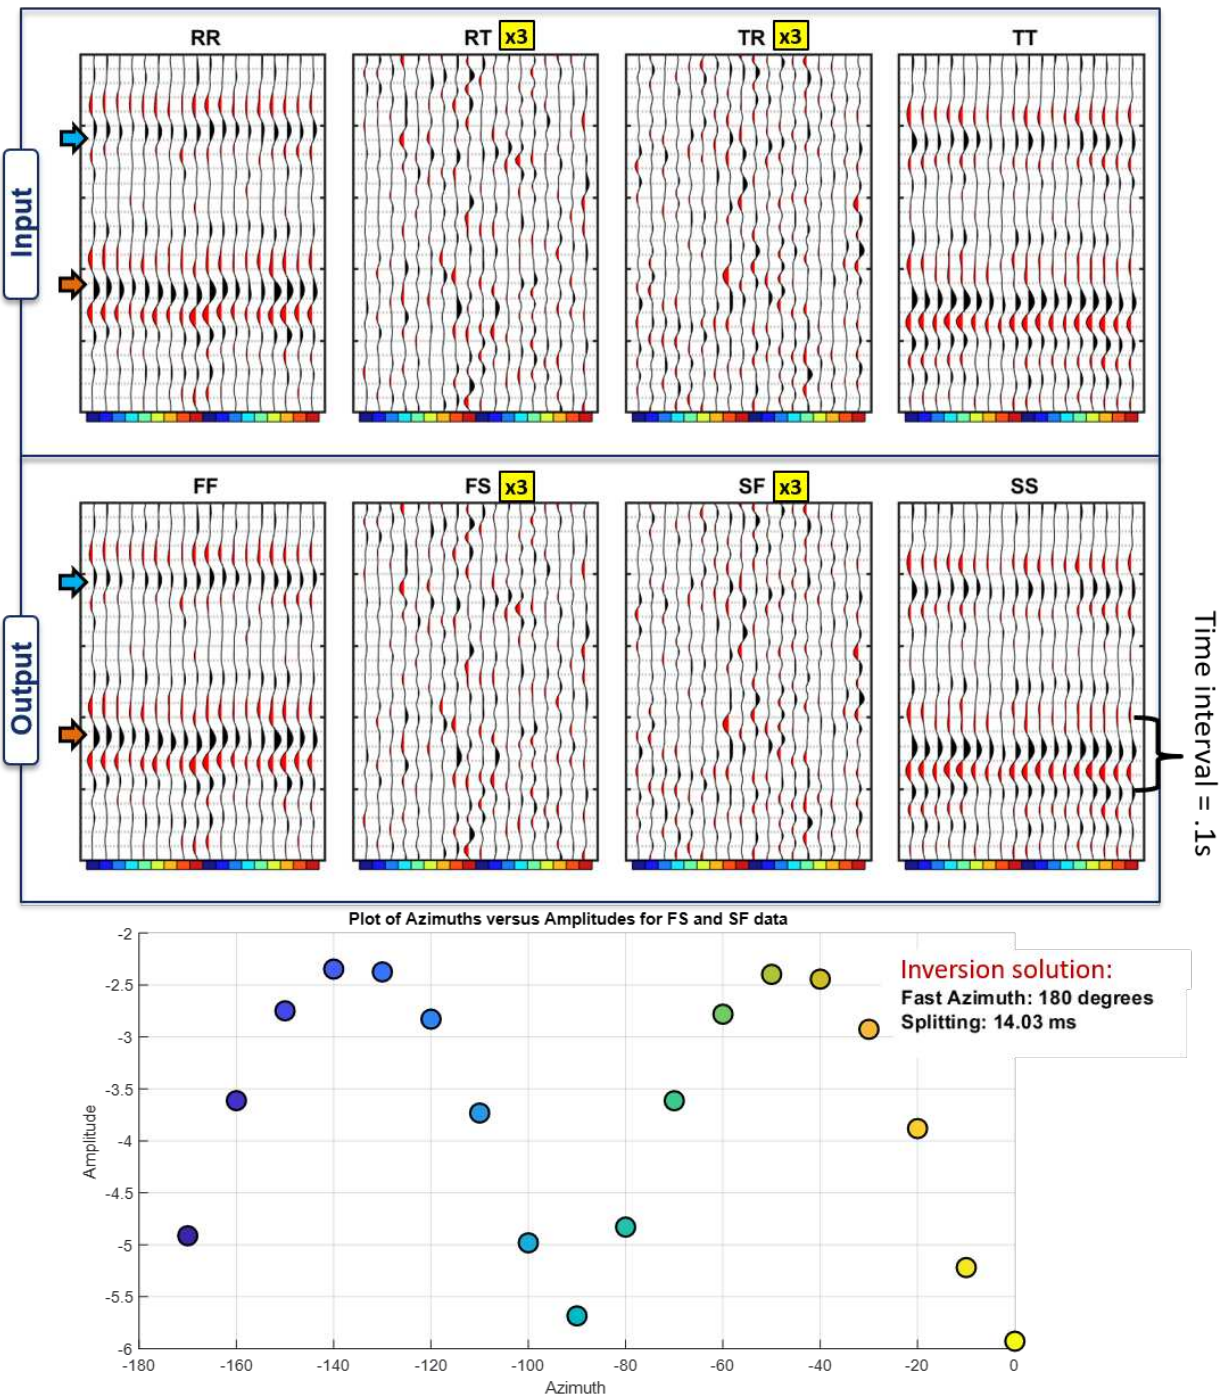 RR
RT x3
TR x3
TT
Input
FF
FS x3
SF x3
SS
Output
Time interval = .1s
Plot of Azimuths versus Amplitudes for FS and SF data
Inversion solution:
Fast Azimuth: 180 degrees
Splitting: 14.03 ms
Amplitude
-2
-2.5
-3
-3.5
-4
-4.5
-5
-5.5
-6
-180 -160 -140 -120 -100 -80 -60 -40 -20 0
Azimuth